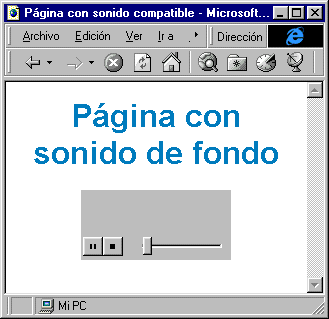 Página con sonido compatible - Microsoft...
Archivo Edición Ver Ir a Dirección
Página con
sonido de fondo
Mi PC